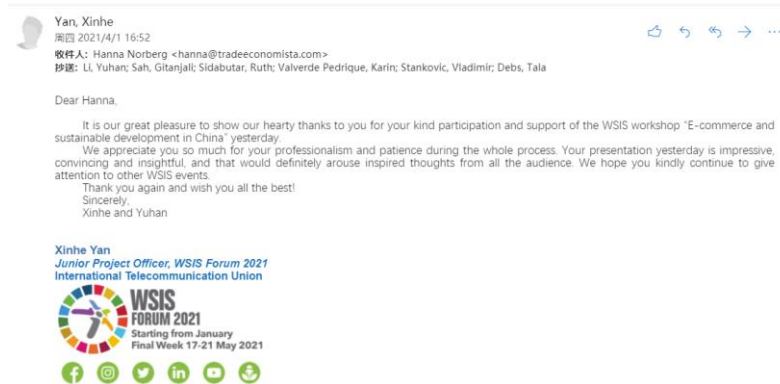 Yan, Xinhe
周四 2021/4/1 16:52
收件人: Hanna Norberg <hanna@tradeeconomista.com>
抄送: Li, Yuhan; Sah, Gitanjali; Sidabutar, Ruth; Valverde Pedrique, Karin; Stankovic, Vladimir; Debs, Tala
Dear Hanna,
It is our great pleasure to show our hearty thanks to you for your kind participation and support of the WSIS workshop “E-commerce and
sustainable development in China” yesterday.
We appreciate you so much for your professionalism and patience during the whole process. Your presentation yesterday is impressive,
convincing and insightful, and that would definitely arouse inspired thoughts from all the audience. We hope you kindly continue to give
attention to other WSIS events.
Thank you again and wish you all the best!
Sincerely,
Xinhe and Yuhan
Xinhe Yan
Junior Project Officer, WSIS Forum 2021
International Telecommunication Union
WSIS
FORUM 2021
Starting from January
Final Week 17-21 May 2021